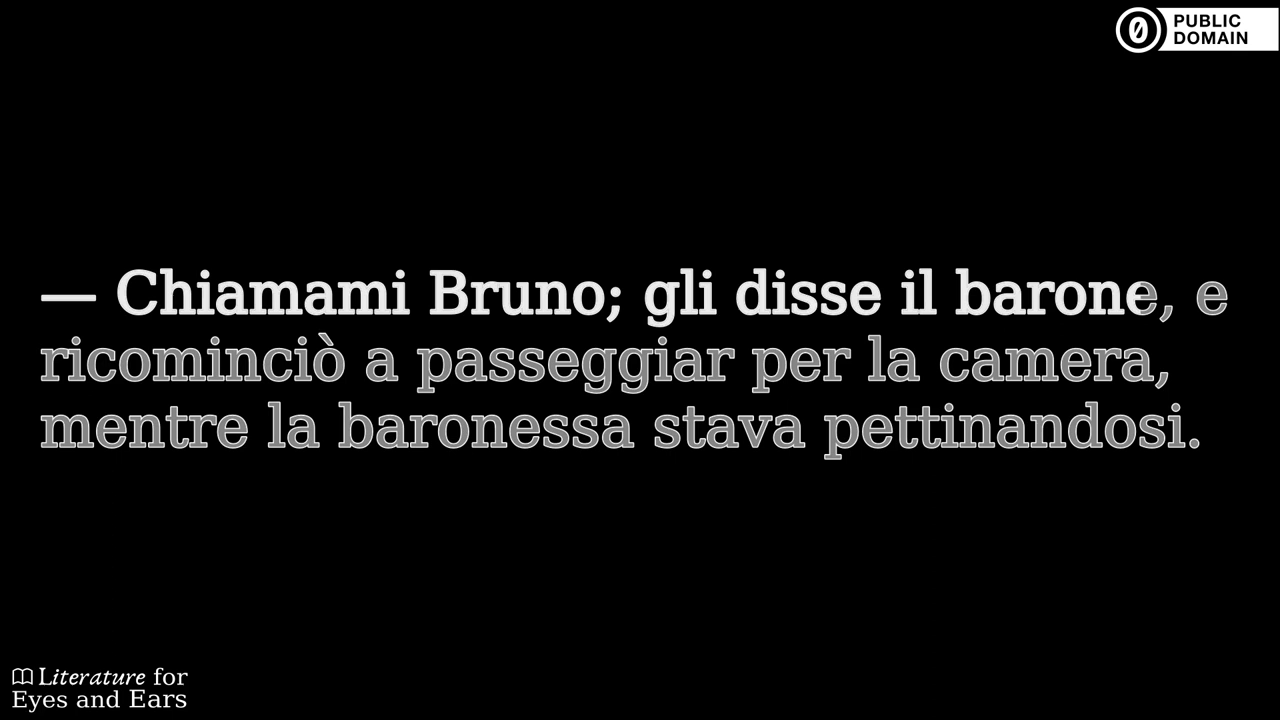 PUBLIC
DOMAIN
— Chiamami Bruno; gli disse il barone, e
ricominciò a passeggiar per la camera,
mentre la baronessa stava pettinandosi.
Literature for
Eyes and Ears